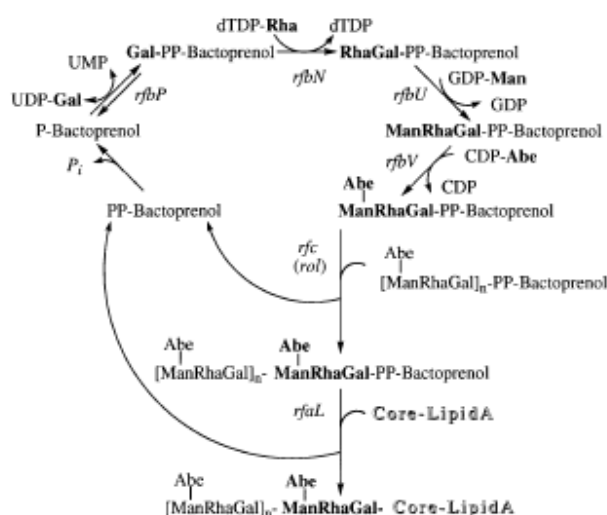 dTDP-Rha dTDP
Gal-PP-Bactoprenol RhaGal-PP-Bactoprenol
rfbN
UMP
GDP-Man
UDP-Gal
rfbP
rfbU
GDP
P-Bactoprenol
ManRhaGal-PP-Bactoprenol
rfbV
CDP-Abe
Pi
CDP
Abe
PP-Bactoprenol
ManRhaGal-PP-Bactoprenol
rfc
(rol)
Abe
[ManRhaGal]n-PP-Bactoprenol
Abe Abe
[ManRhaGal]n- ManRhaGal-PP-Bactoprenol
rfaL
Core-LipidA
Abe Abe
[ManRhaGal]n- ManRhaGal- Core-LipidA